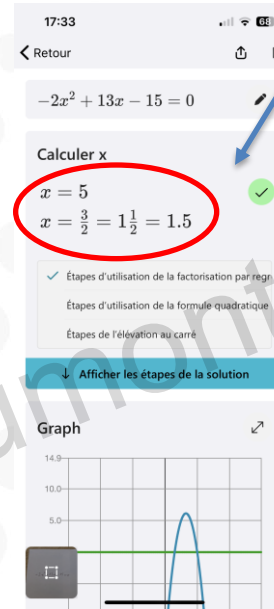 17:33
68
Retour
−2x² + 13x − 15 = 0
Calculer x
x = 5
x = 3/2 = 1 1/2 = 1.5
Étapes d'utilisation de la factorisation par regr
Étapes d'utilisation de la formule quadratique
Étapes de l'élévation au carré
↓ Afficher les étapes de la solution
Graph
14.9
10.0
5.0